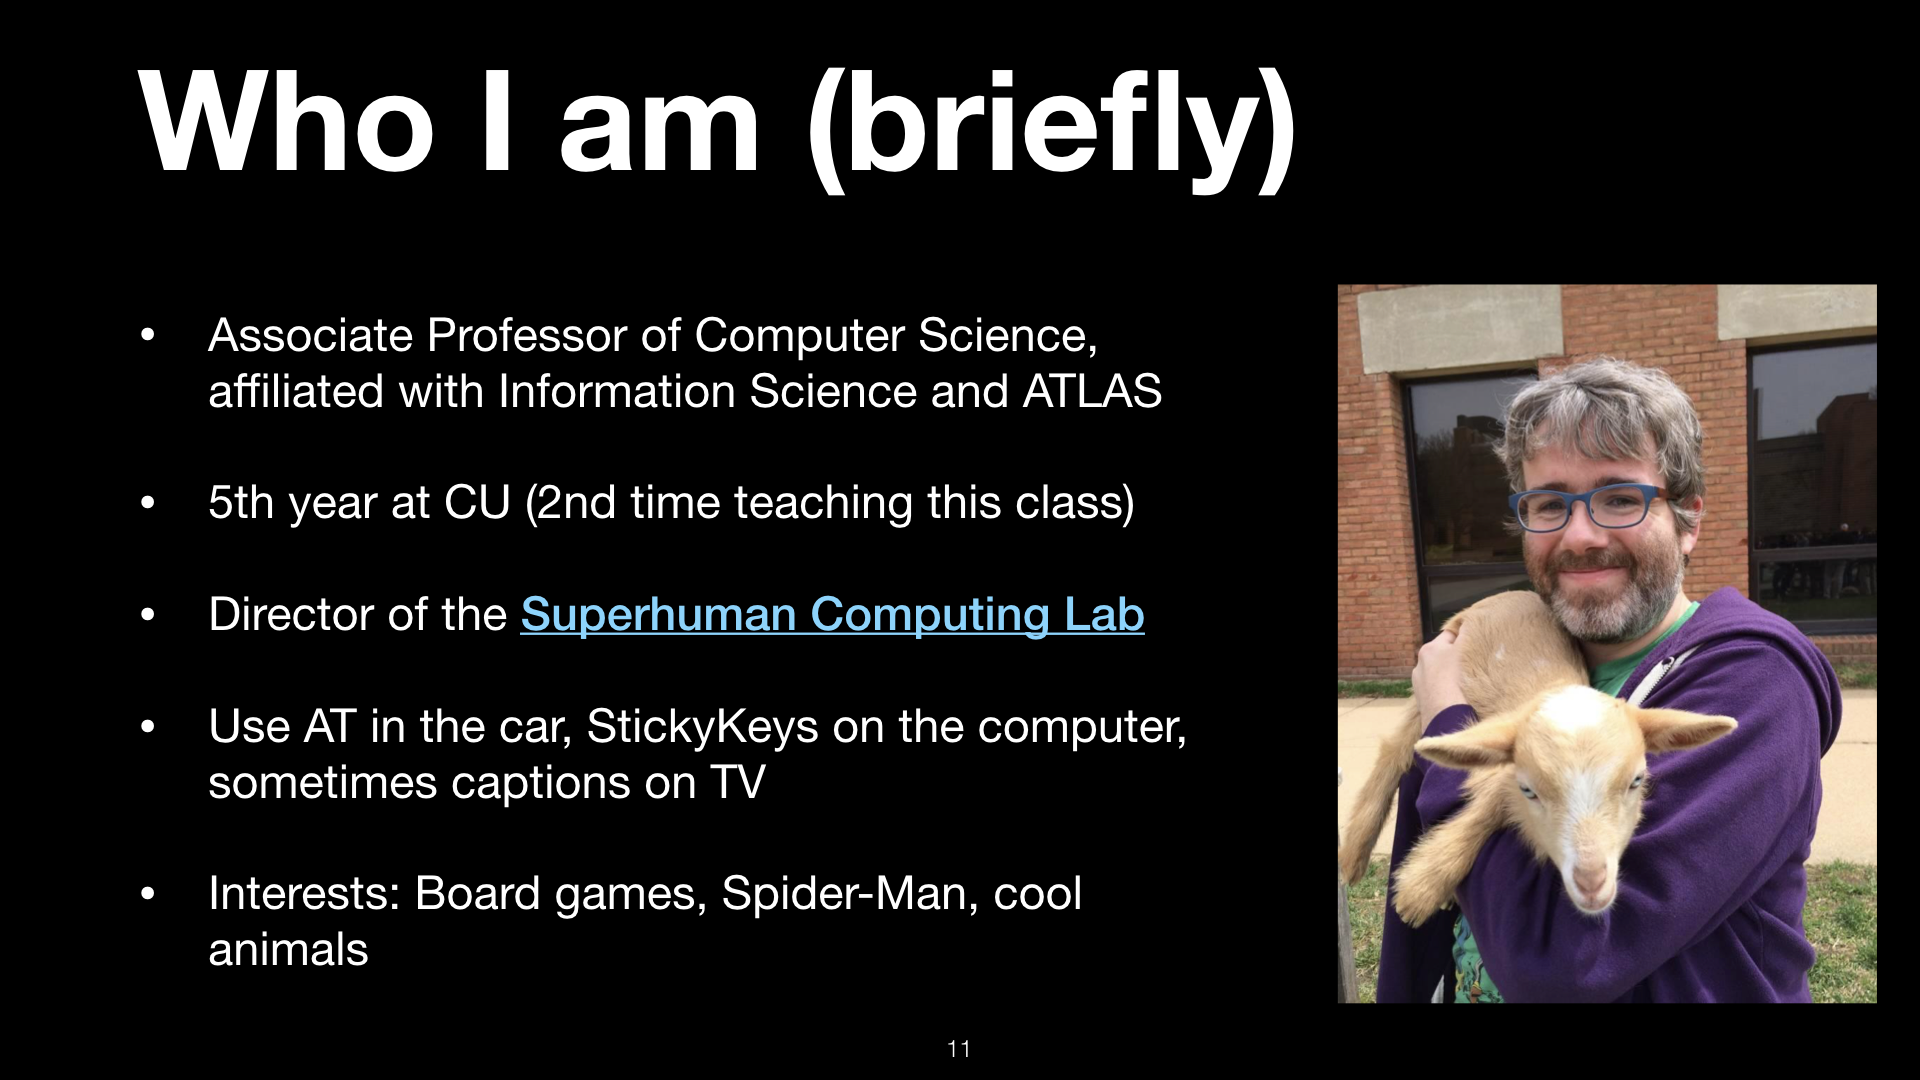 Who I am (briefly)
• Associate Professor of Computer Science,
affiliated with Information Science and ATLAS
• 5th year at CU (2nd time teaching this class)
• Director of the Superhuman Computing Lab
• Use AT in the car, StickyKeys on the computer,
sometimes captions on TV
• Interests: Board games, Spider-Man, cool
animals
11